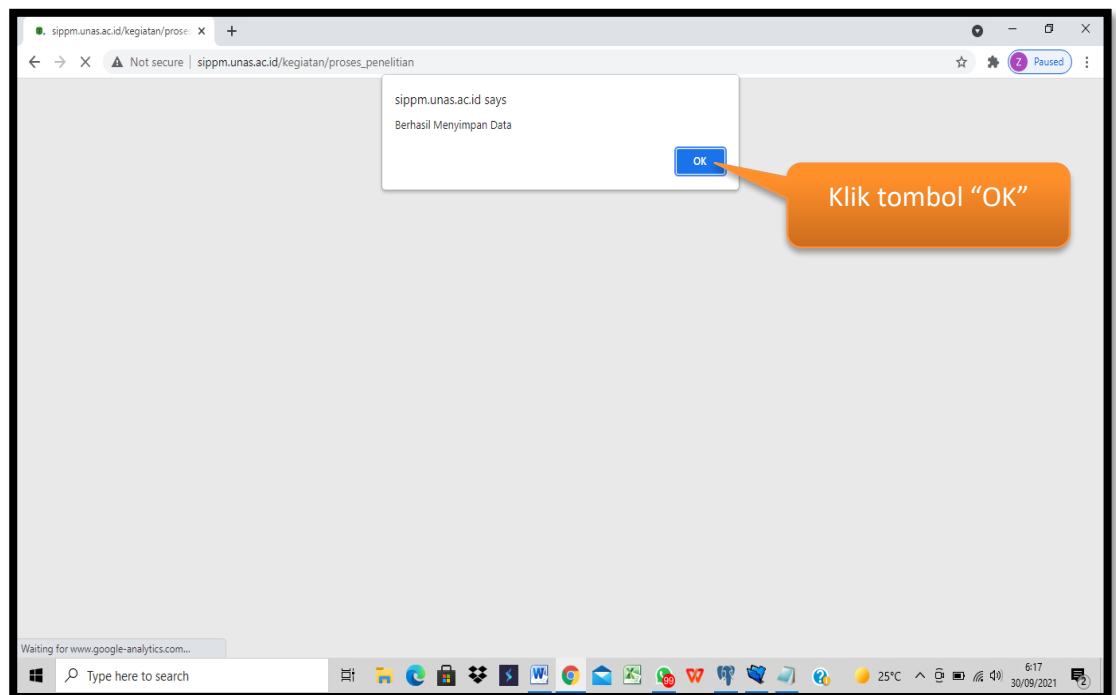 sippm.unas.ac.id/kegiatan/prose
Not secure | sippm.unas.ac.id/kegiatan/proses_penelitian
Z Paused
sippm.unas.ac.id says
Berhasil Menyimpan Data
OK
Klik tombol “OK”
Waiting for www.google-analytics.com...
Type here to search
99
25°C
6:17
30/09/2021
2